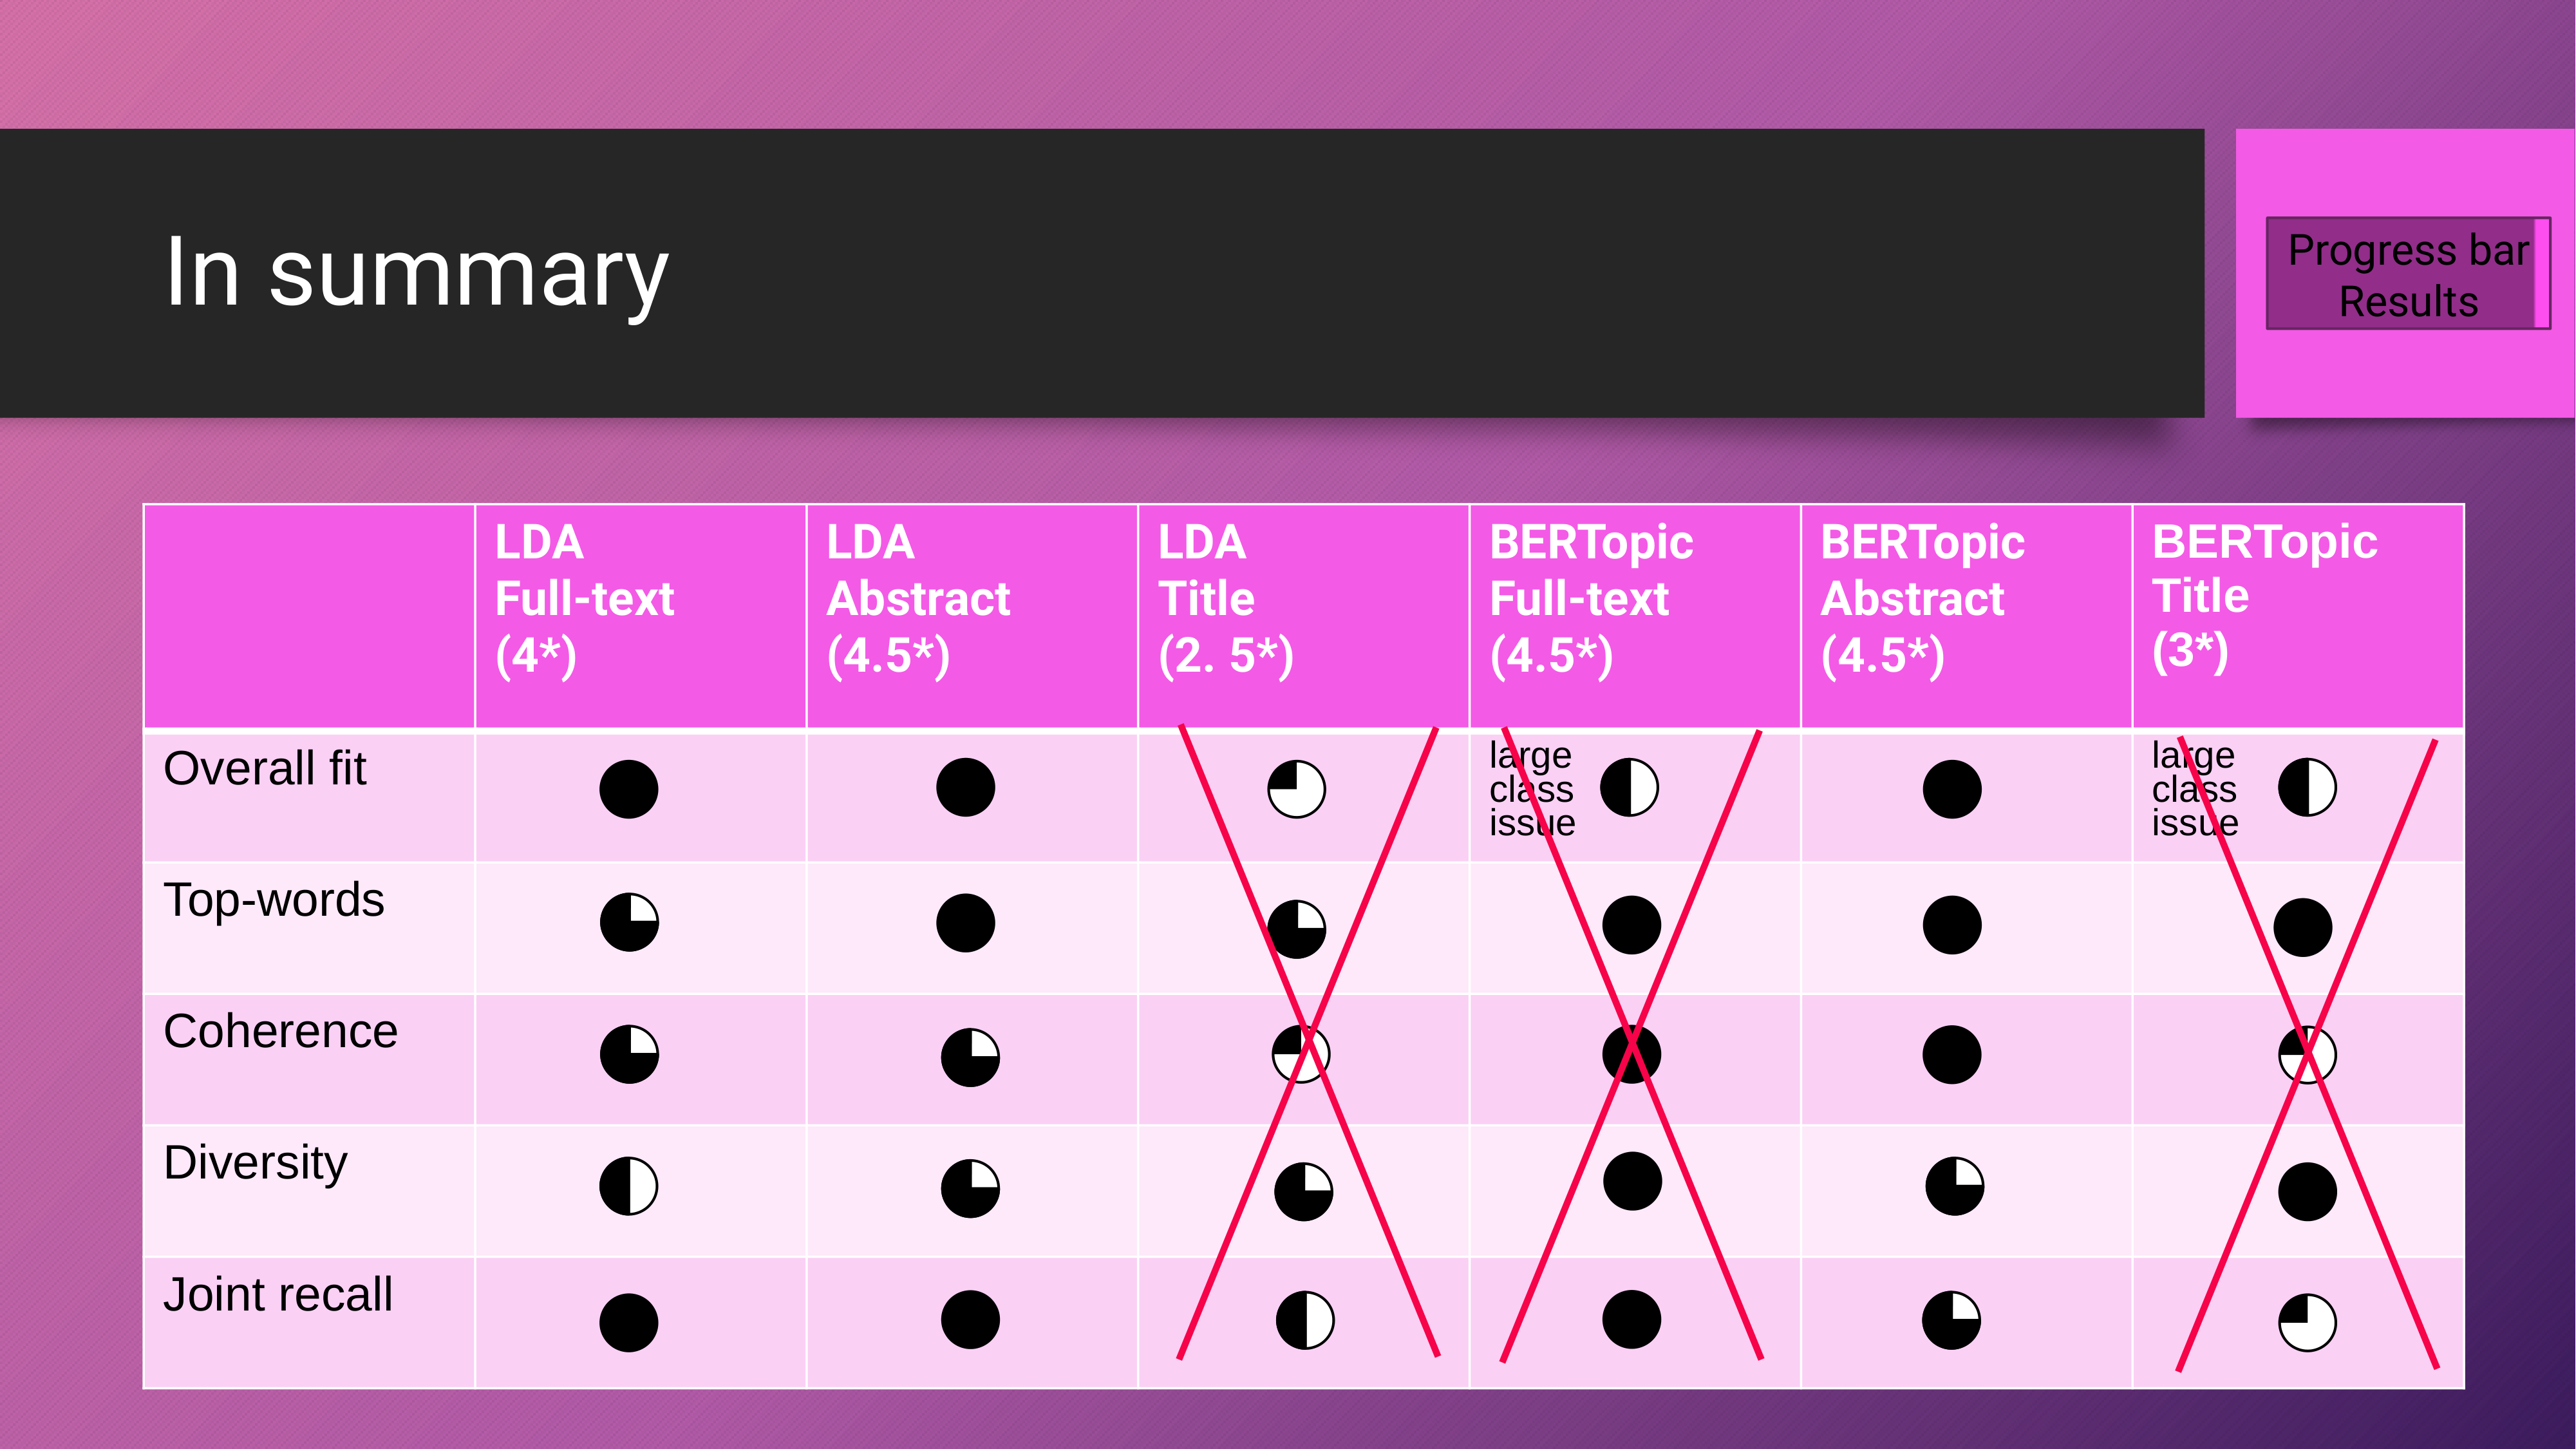 In summary
Progress bar
Results
LDA
Full-text
(4*)
LDA
Abstract
(4.5*)
LDA
Title
(2. 5*)
BERTopic
Full-text
(4.5*)
BERTopic
Abstract
(4.5*)
BERTopic
Title
(3*)
Overall fit
large
class
issue
large
class
issue
Top-words
Coherence
Diversity
Joint recall